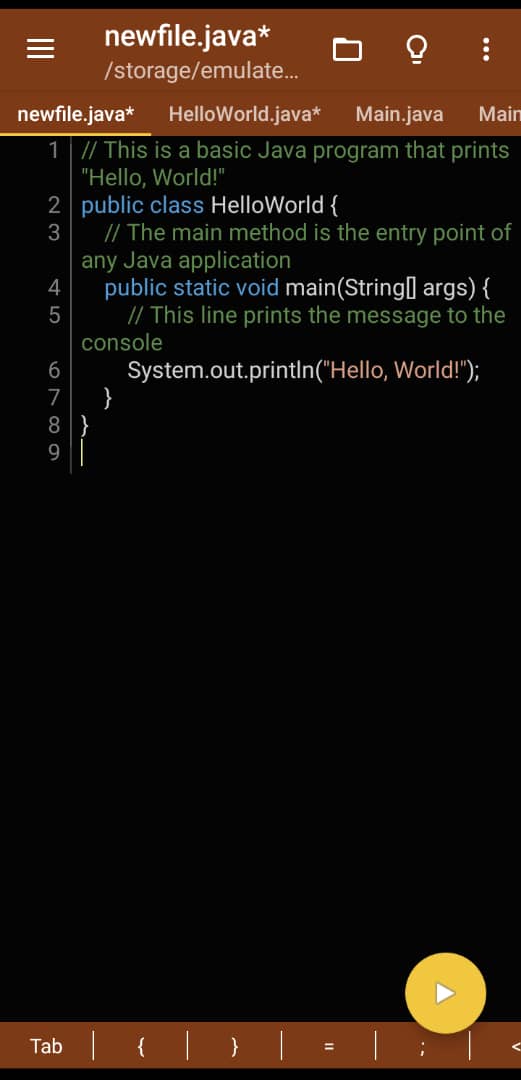 newfile.java*
/storage/emulate...
newfile.java* HelloWorld.java* Main.java Main
1 // This is a basic Java program that prints
"Hello, World!"
2 public class HelloWorld {
3 // The main method is the entry point of
any Java application
4 public static void main(String[] args) {
5 // This line prints the message to the
console
6 System.out.println("Hello, World!");
7 }
8 }
9
Tab { } = ; <